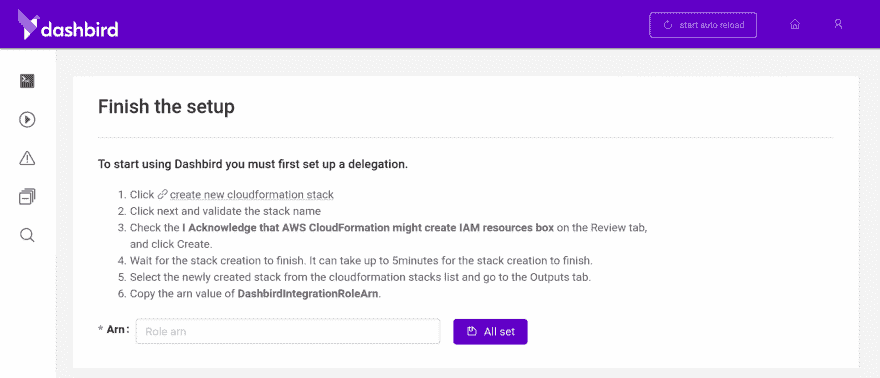 dashbird
start auto reload
Finish the setup
To start using Dashbird you must first set up a delegation.
1. Click create new cloudformation stack
2. Click next and validate the stack name
3. Check the I Acknowledge that AWS CloudFormation might create IAM resources box on the Review tab,
and click Create.
4. Wait for the stack creation to finish. It can take up to 5minutes for the stack creation to finish.
5. Select the newly created stack from the cloudformation stacks list and go to the Outputs tab.
6. Copy the arn value of DashbirdIntegrationRoleArn.
* Arn: Role arn All set